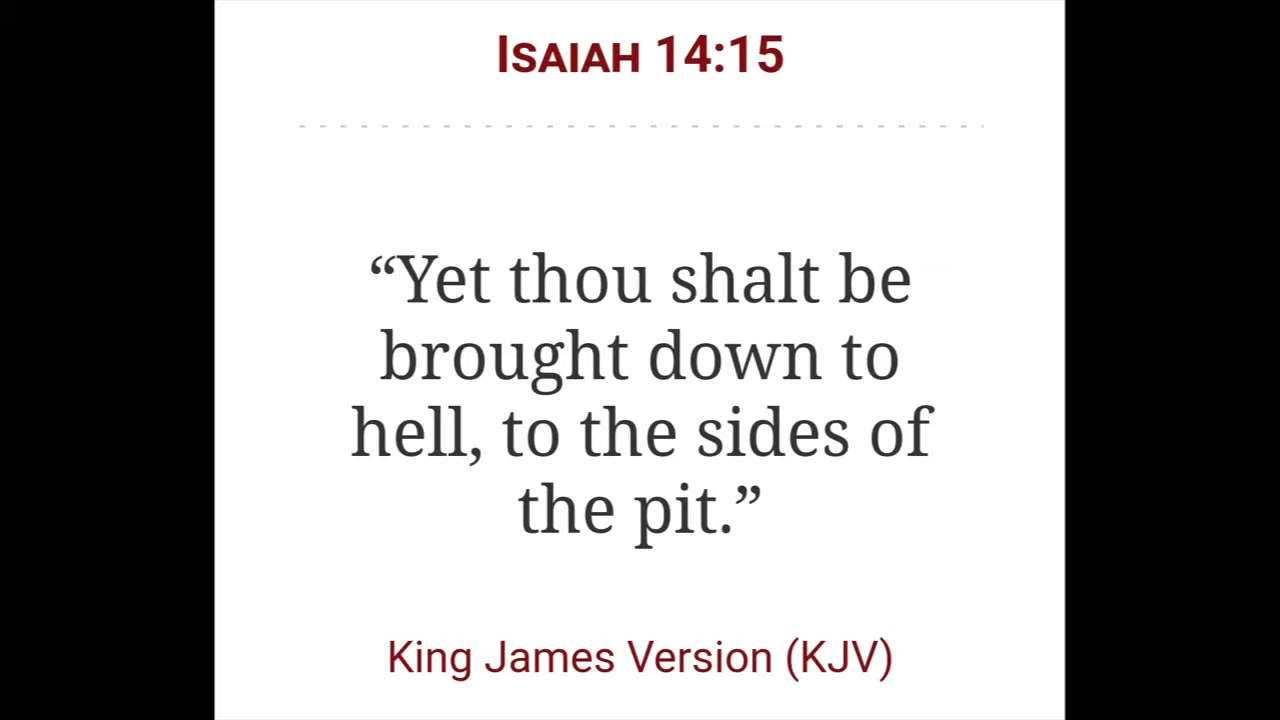 Isaiah 14:15
“Yet thou shalt be
brought down to
hell, to the sides of
the pit.”
King James Version (KJV)